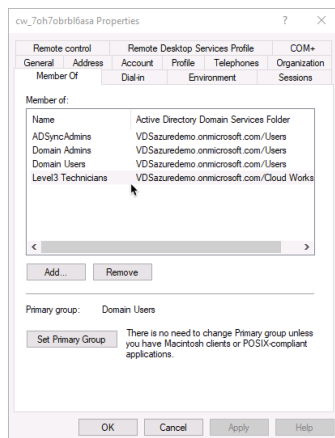 cw_7oh7obrbl6asa Properties
?
Remote control
Remote Desktop Services Profile
COM+
General
Address
Account
Profile
Telephones
Organization
Member Of
Dial-in
Environment
Sessions
Member of:
Name
Active Directory Domain Services Folder
ADSyncAdmins
VDSazuredemo.onmicrosoft.com/Users
Domain Admins
VDSazuredemo.onmicrosoft.com/Users
Domain Users
VDSazuredemo.onmicrosoft.com/Users
Level3 Technicians
VDSazuredemo.onmicrosoft.com/Cloud Works
Add...
Remove
Primary group:
Domain Users
Set Primary Group
There is no need to change Primary group unless
you have Macintosh clients or POSIX-compliant
applications.
OK
Cancel
Apply
Help